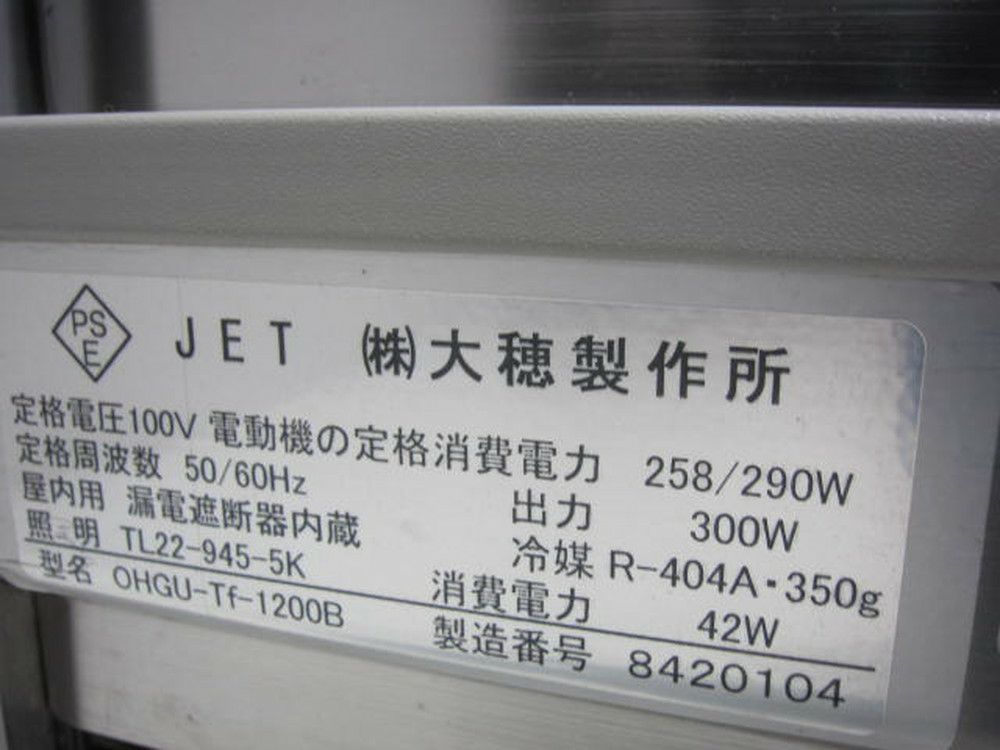 PS
E
JET ㈱大穂製作所
定格電圧100V 電動機の定格消費電力 258/290W
定格周波数 50/60Hz 出力 300W
屋内用 漏電遮断器内蔵 冷媒 R-404A・350g
照明 TL22-945-5K 消費電力 42W
型名 OHGU-Tf-1200B 製造番号 8420104